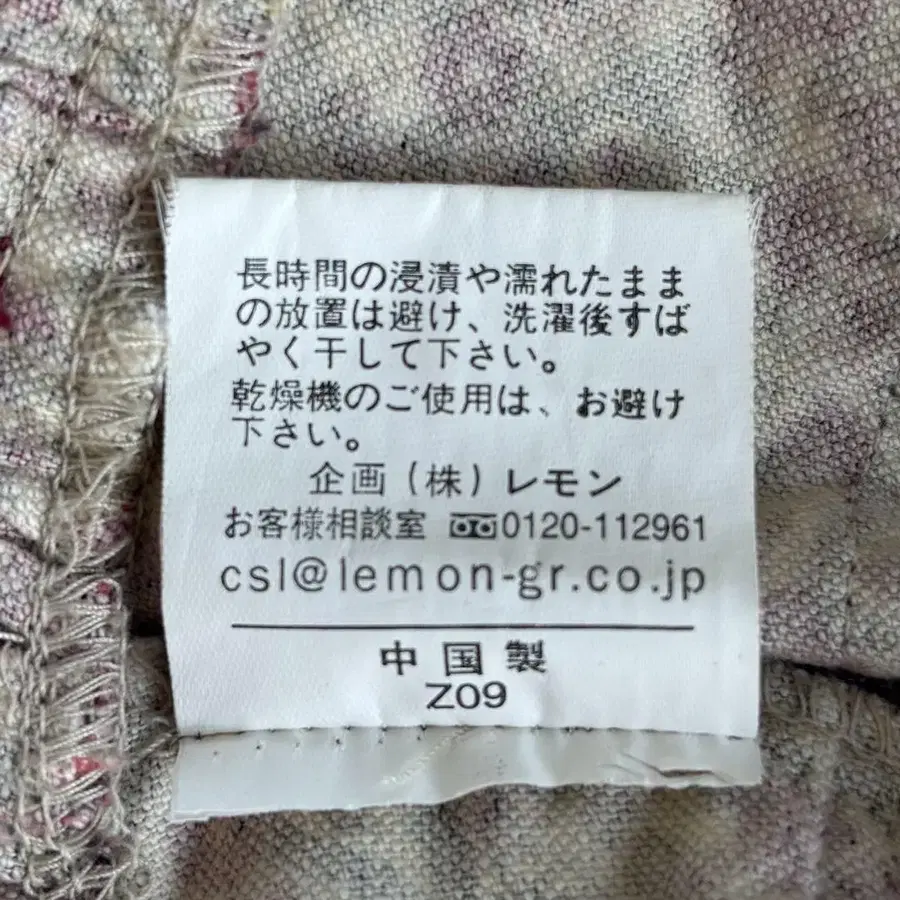 長時間の浸漬や濡れたまま
の放置は避け、洗濯後すば
やく干して下さい。
乾燥機のご使用は、お避け
下さい。
企画(株)レモン
お客様相談室 0120-112961
csl@lemon-gr.co.jp
中国製
Z09